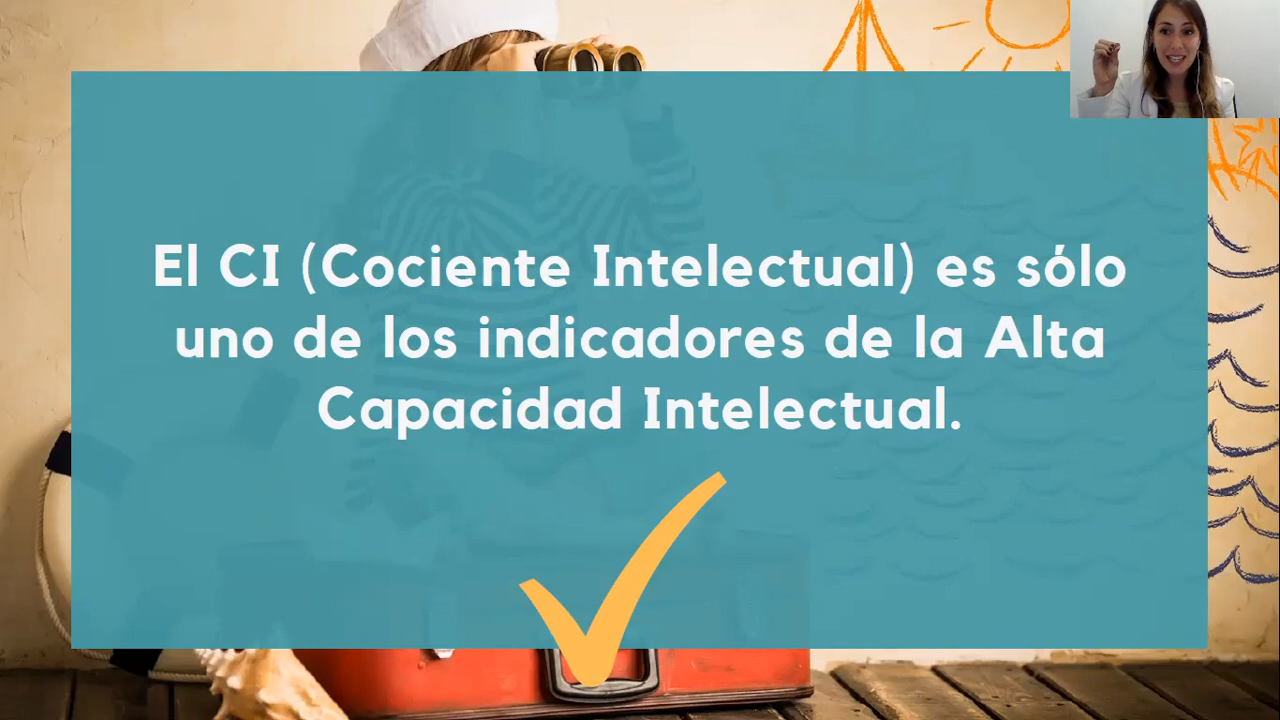 El CI (Cociente Intelectual) es sólo
uno de los indicadores de la Alta
Capacidad Intelectual.